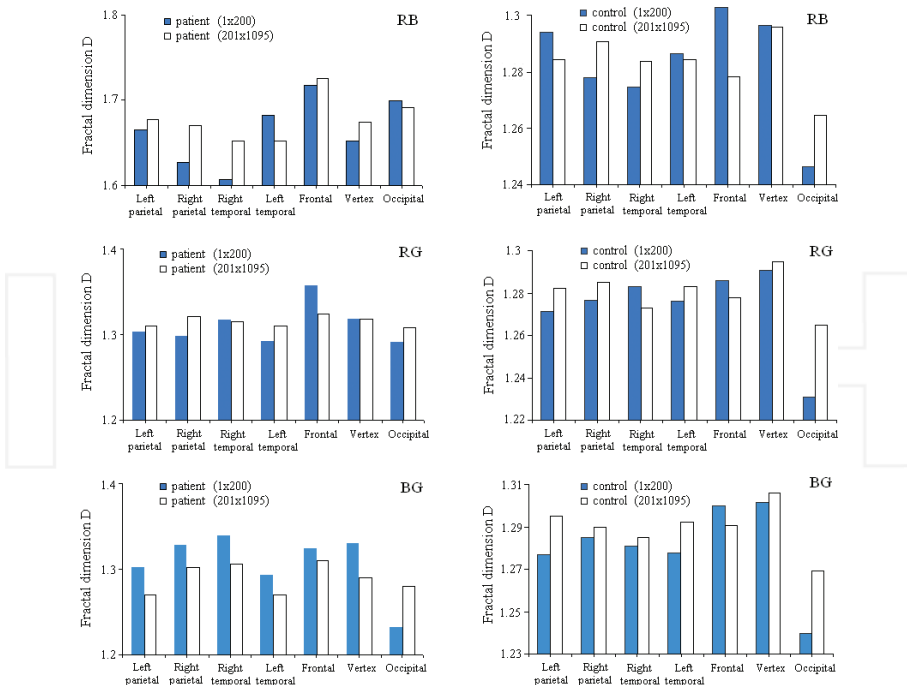 RB
patient (1x200)
patient (201x1095)
Fractal dimension D
1.8
1.7
1.6
Left parietal
Right parietal
Right temporal
Left temporal
Frontal
Vertex
Occipital
RB
control (1x200)
control (201x1095)
Fractal dimension D
1.3
1.28
1.26
1.24
Left parietal
Right parietal
Right temporal
Left temporal
Frontal
Vertex
Occipital
RG
patient (1x200)
patient (201x1095)
Fractal dimension D
1.4
1.3
1.2
Left parietal
Right parietal
Right temporal
Left temporal
Frontal
Vertex
Occipital
RG
control (1x200)
control (201x1095)
Fractal dimension D
1.3
1.28
1.26
1.24
1.22
Left parietal
Right parietal
Right temporal
Left temporal
Frontal
Vertex
Occipital
BG
patient (1x200)
patient (201x1095)
Fractal dimension D
1.4
1.3
1.2
Left parietal
Right parietal
Right temporal
Left temporal
Frontal
Vertex
Occipital
BG
control (1x200)
control (201x1095)
Fractal dimension D
1.31
1.29
1.27
1.25
1.23
Left parietal
Right parietal
Right temporal
Left temporal
Frontal
Vertex
Occipital